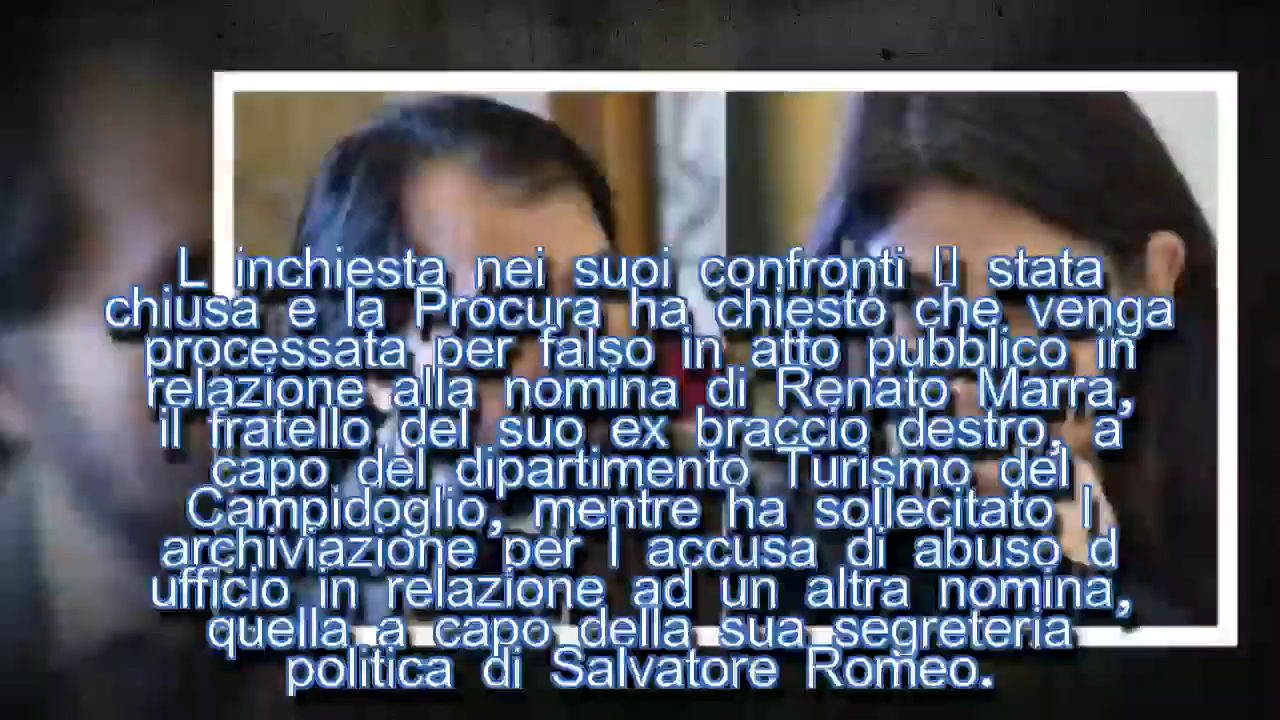 L inchiesta nei suoi confronti  stata
chiusa e la Procura ha chiesto che venga
processata per falso in atto pubblico in
relazione alla nomina di Renato Marra,
il fratello del suo ex braccio destro, a
capo del dipartimento Turismo del
Campidoglio, mentre ha sollecitato l
archiviazione per l accusa di abuso d
ufficio in relazione ad un altra nomina,
quella a capo della sua segreteria
politica di Salvatore Romeo.